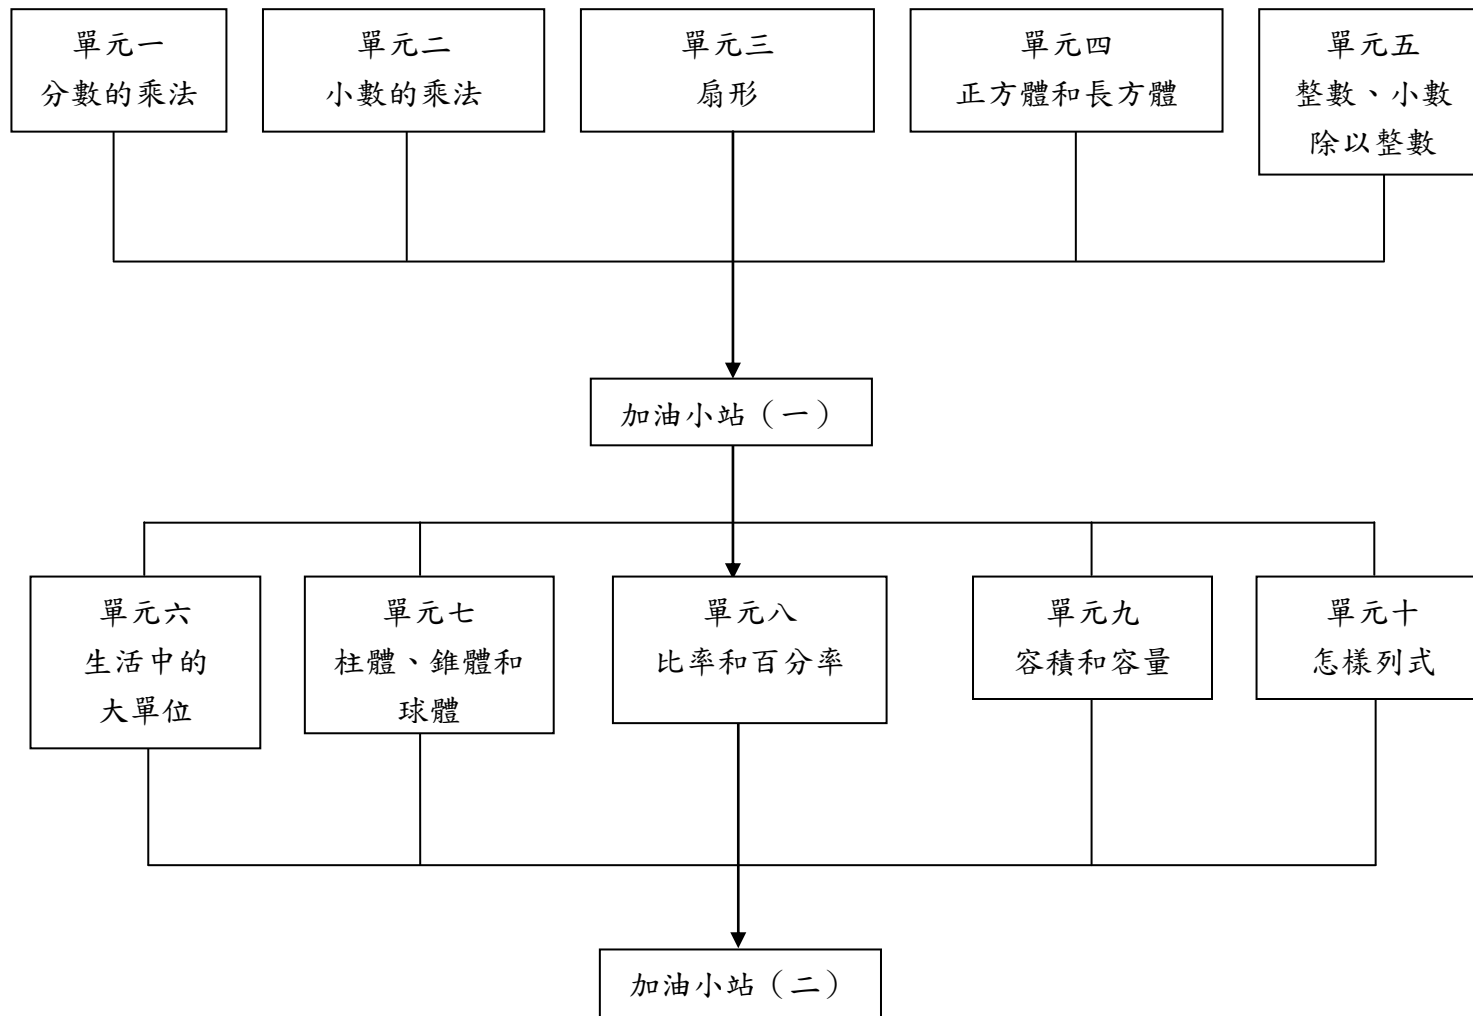 單元一
分數的乘法
單元二
小數的乘法
單元三
扇形
單元四
正方體和長方體
單元五
整數、小數
除以整數
加油小站（一）
單元六
生活中的
大單位
單元七
柱體、錐體和
球體
單元八
比率和百分率
單元九
容積和容量
單元十
怎樣列式
加油小站（二）